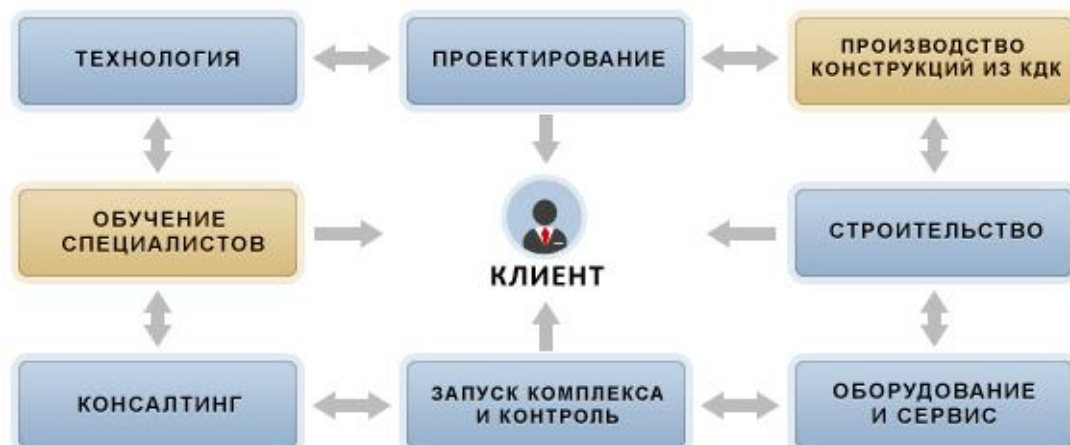 ТЕХНОЛОГИЯ
ПРОЕКТИРОВАНИЕ
ПРОИЗВОДСТВО
КОНСТРУКЦИЙ ИЗ КДК
ОБУЧЕНИЕ
СПЕЦИАЛИСТОВ
КЛИЕНТ
СТРОИТЕЛЬСТВО
КОНСАЛТИНГ
ЗАПУСК КОМПЛЕКСА
И КОНТРОЛЬ
ОБОРУДОВАНИЕ
И СЕРВИС